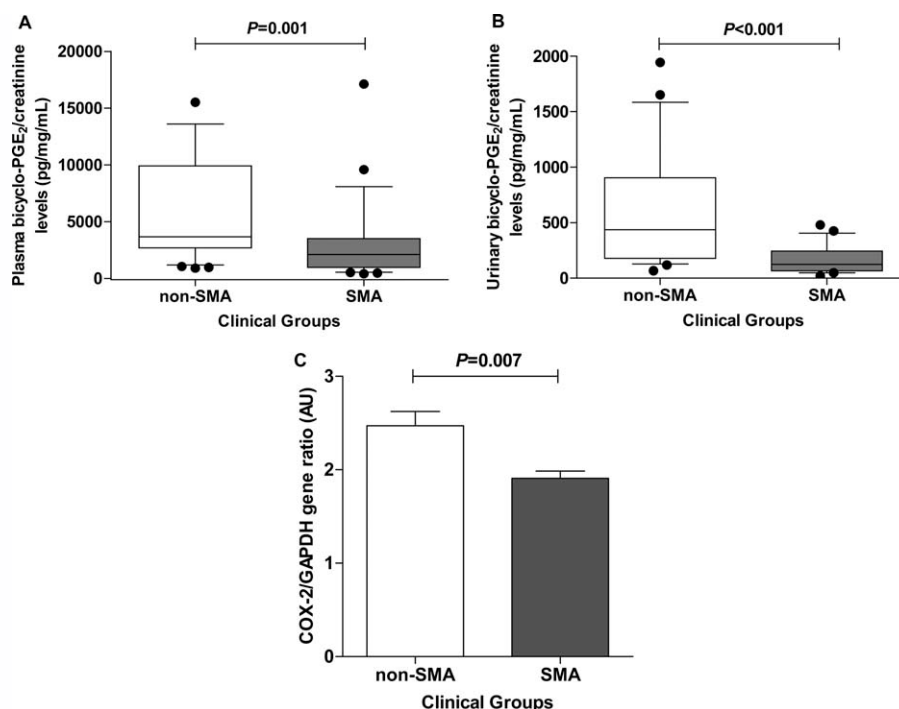 A
P=0.001
Plasma bicyclo-PGE₂/creatinine
levels (pg/mg/mL)
20000
15000
10000
5000
0
non-SMA SMA
Clinical Groups
B
P<0.001
Urinary bicyclo-PGE₂/creatinine
levels (pg/mg/mL)
2000
1500
1000
500
0
non-SMA SMA
Clinical Groups
C
P=0.007
COX-2/GAPDH gene ratio (AU)
3
2
1
0
non-SMA SMA
Clinical Groups